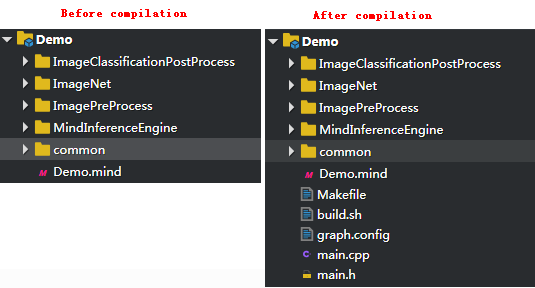 Before compilation
Demo
ImageClassificationPostProcess
ImageNet
ImagePreProcess
MindInferenceEngine
common
Demo.mind
After compilation
Demo
ImageClassificationPostProcess
ImageNet
ImagePreProcess
MindInferenceEngine
common
Demo.mind
Makefile
build.sh
graph.config
main.cpp
main.h